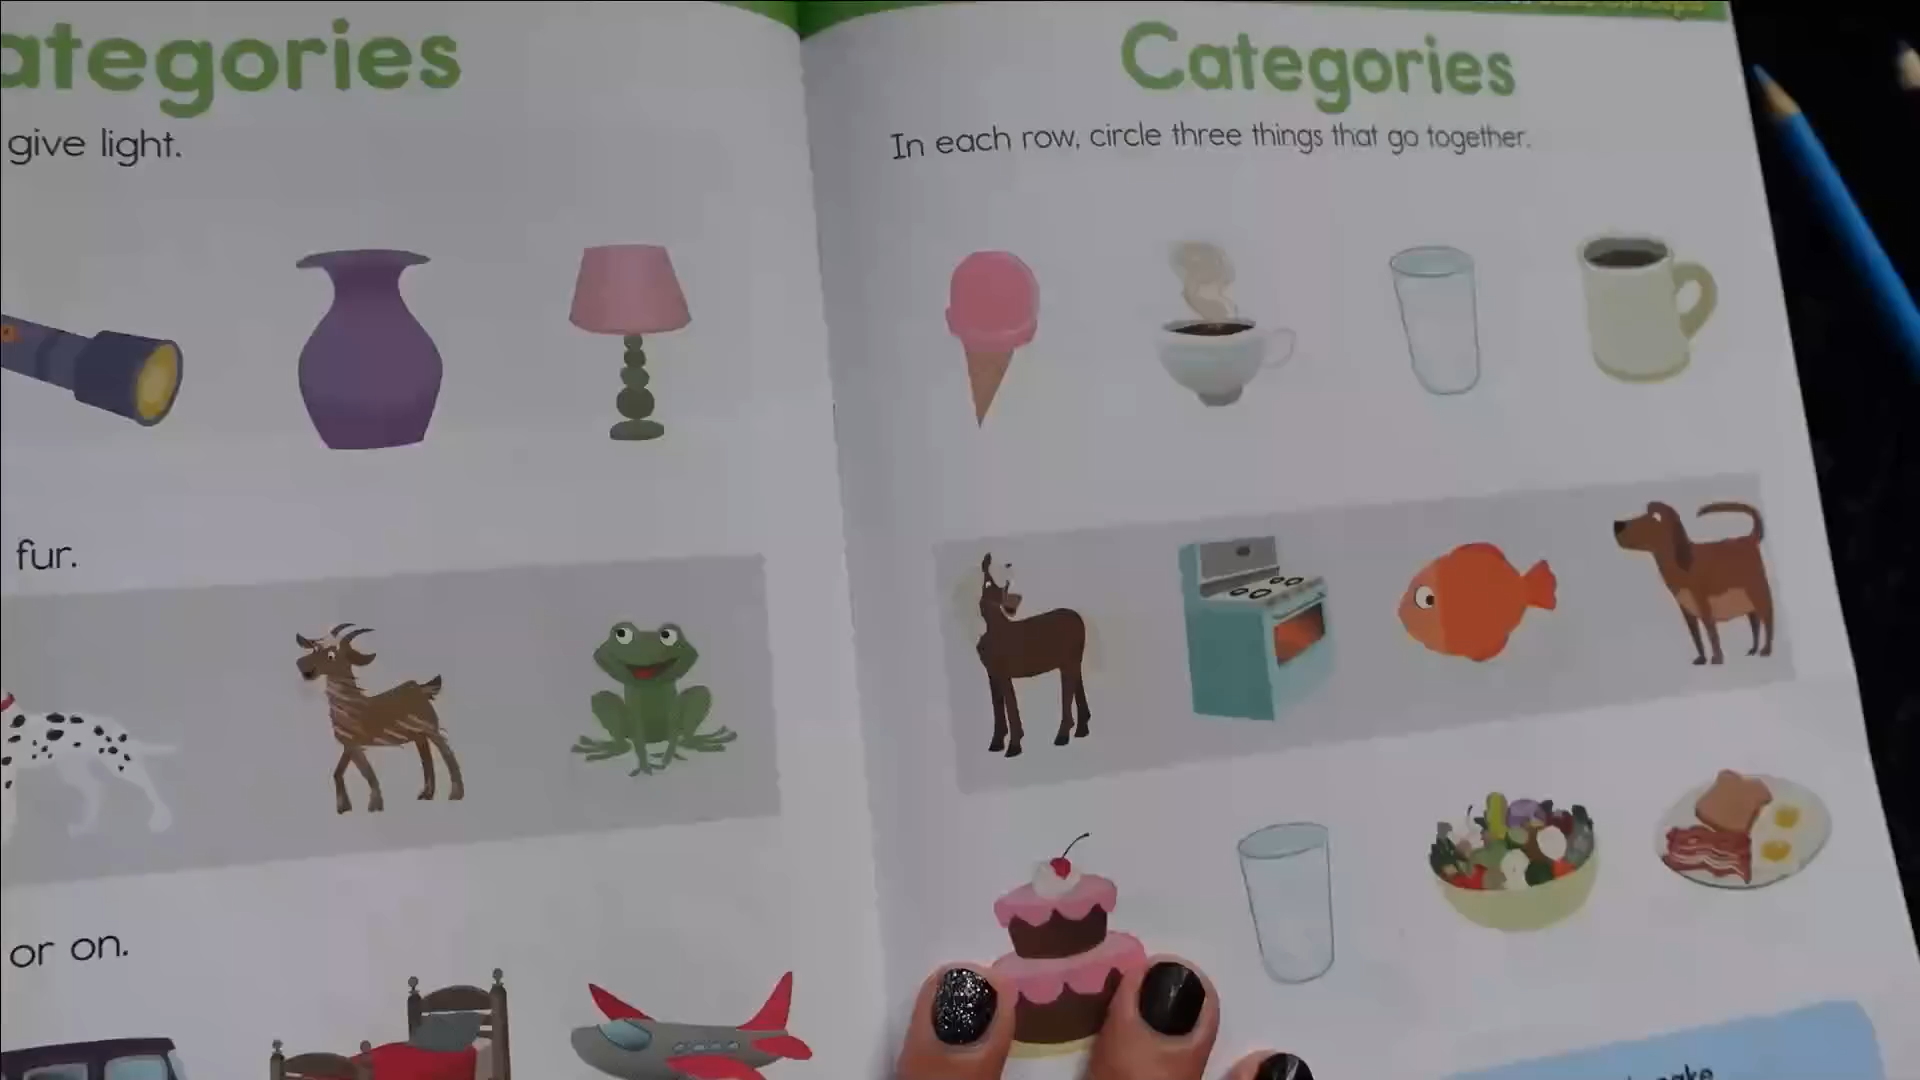 ategories
give light.
fur.
or on.
Categories
In each row, circle three things that go together.